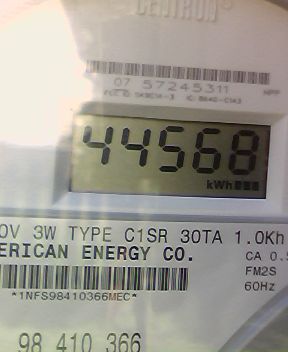 CENTRON®
07 57245311
44568
kWh
0V 3W TYPE C1SR 30TA 1.0Kh
ERICAN ENERGY CO.
CA 0.5
FM2S
60Hz
*1NFS98410366MEC*
98 410 366